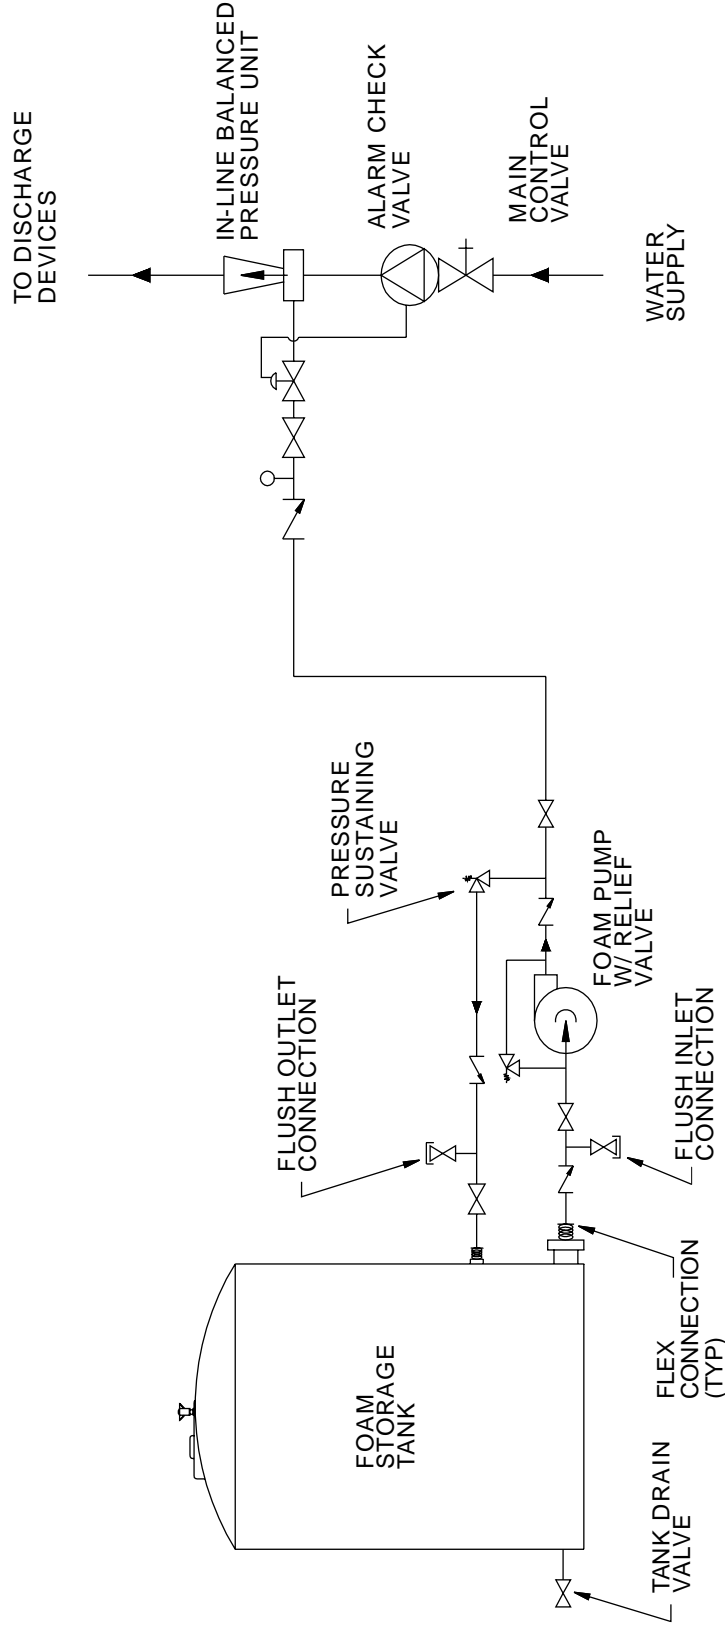 TO DISCHARGE
DEVICES
IN-LINE BALANCED
PRESSURE UNIT
ALARM CHECK
VALVE
MAIN
CONTROL
VALVE
WATER
SUPPLY
PRESSURE
SUSTAINING
VALVE
FOAM PUMP
W/ RELIEF
VALVE
FLUSH OUTLET
CONNECTION
FLUSH INLET
CONNECTION
FOAM
STORAGE
TANK
FLEX
CONNECTION
(TYP)
TANK DRAIN
VALVE